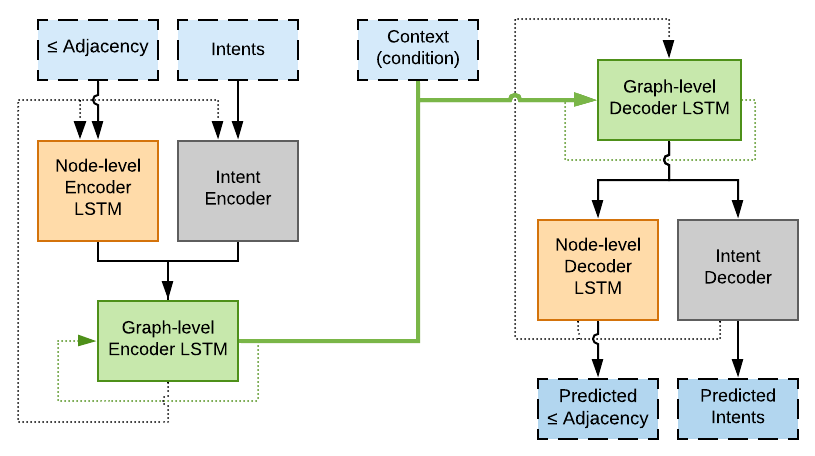 ≤ Adjacency
Intents
Context
(condition)
Graph-level
Decoder LSTM
Node-level
Encoder
LSTM
Intent
Encoder
Graph-level
Encoder LSTM
Node-level
Decoder
LSTM
Intent
Decoder
Predicted
≤ Adjacency
Predicted
Intents